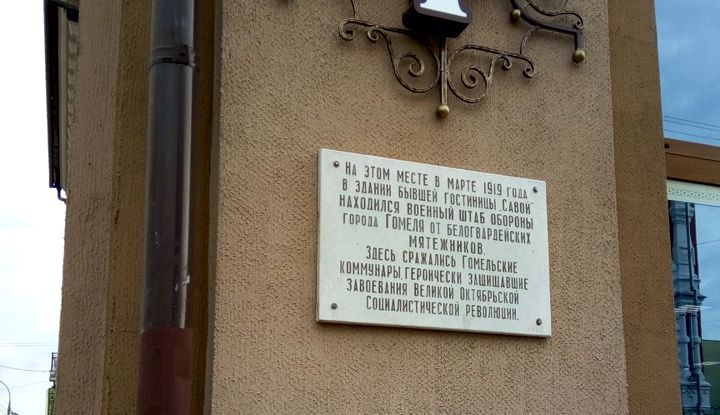 На этом месте в марте 1919 года
в здании бывшей гостиницы „Савой"
находился военный штаб обороны
города Гомеля от белогвардейских
мятежников.
Здесь сражались Гомельские
коммунары, героически защищавшие
завоевания Великой Октябрьской
Социалистической революции.